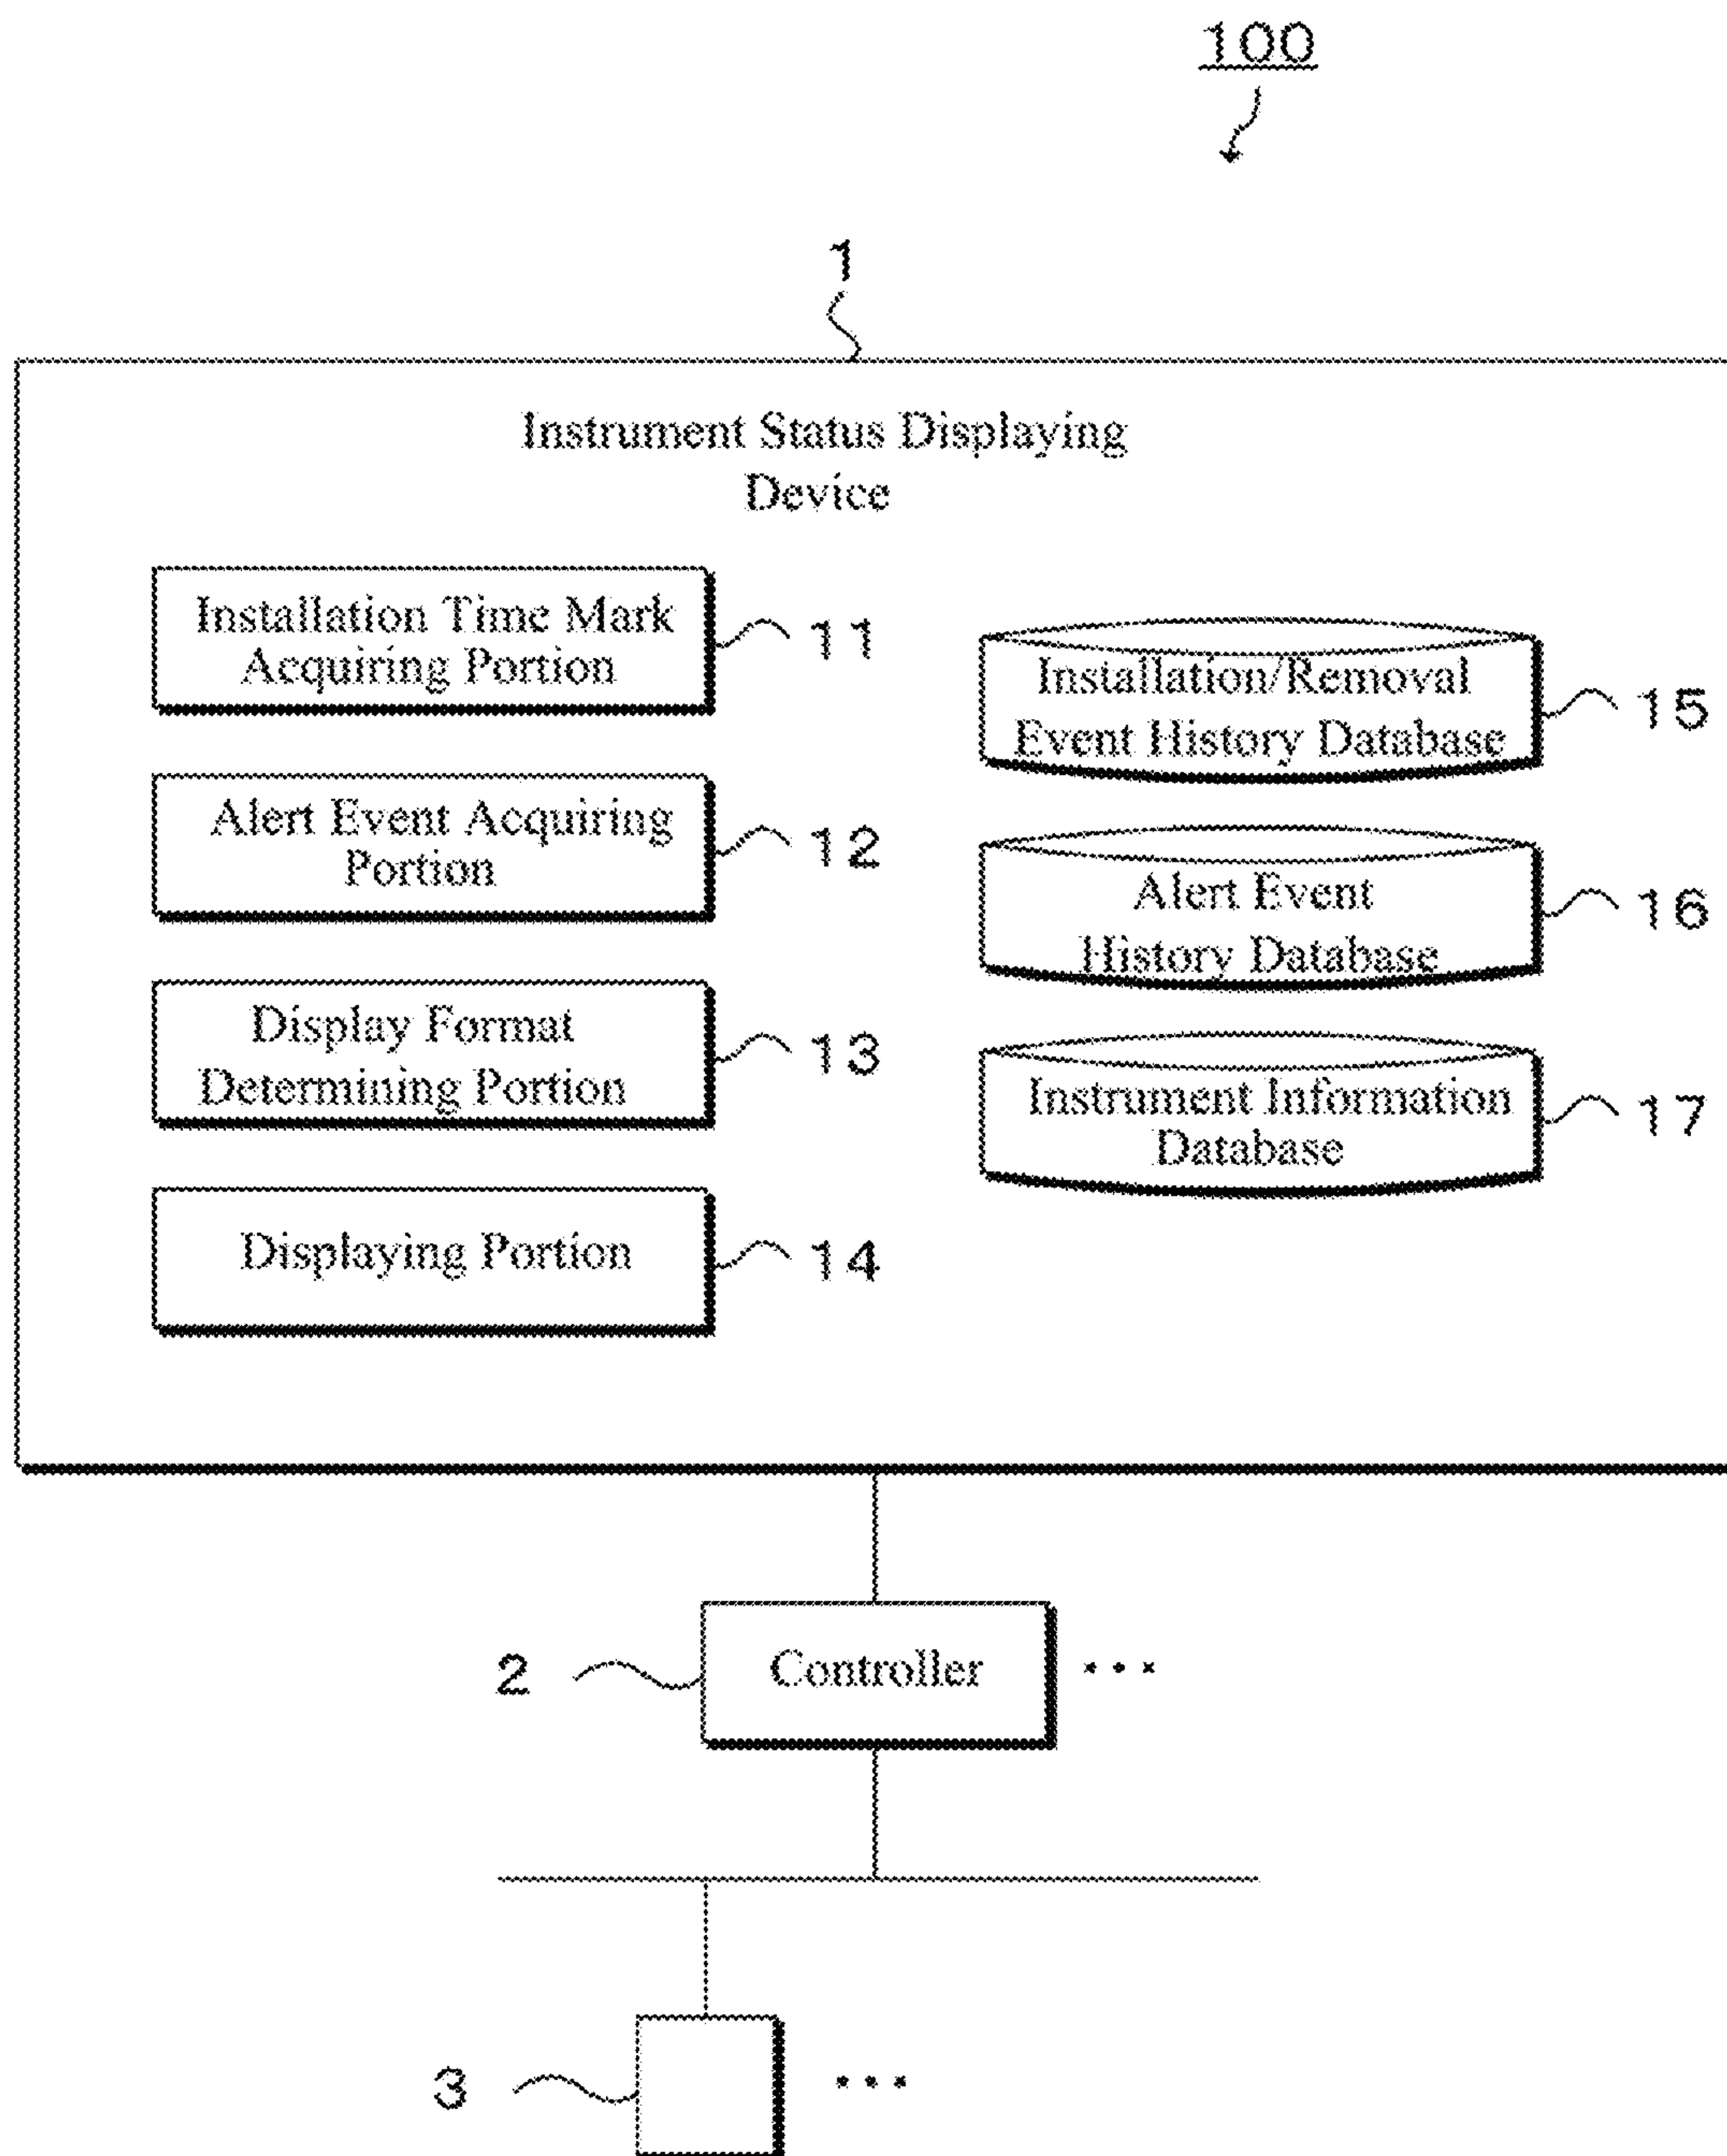 100
1
Instrument Status Displaying
Device
Installation Time Mark
Acquiring Portion
11
Alert Event Acquiring
Portion
12
Display Format
Determining Portion
13
Displaying Portion
14
Installation/Removal
Event History Database
15
Alert Event
History Database
16
Instrument Information
Database
17
2
Controller
...
3
...